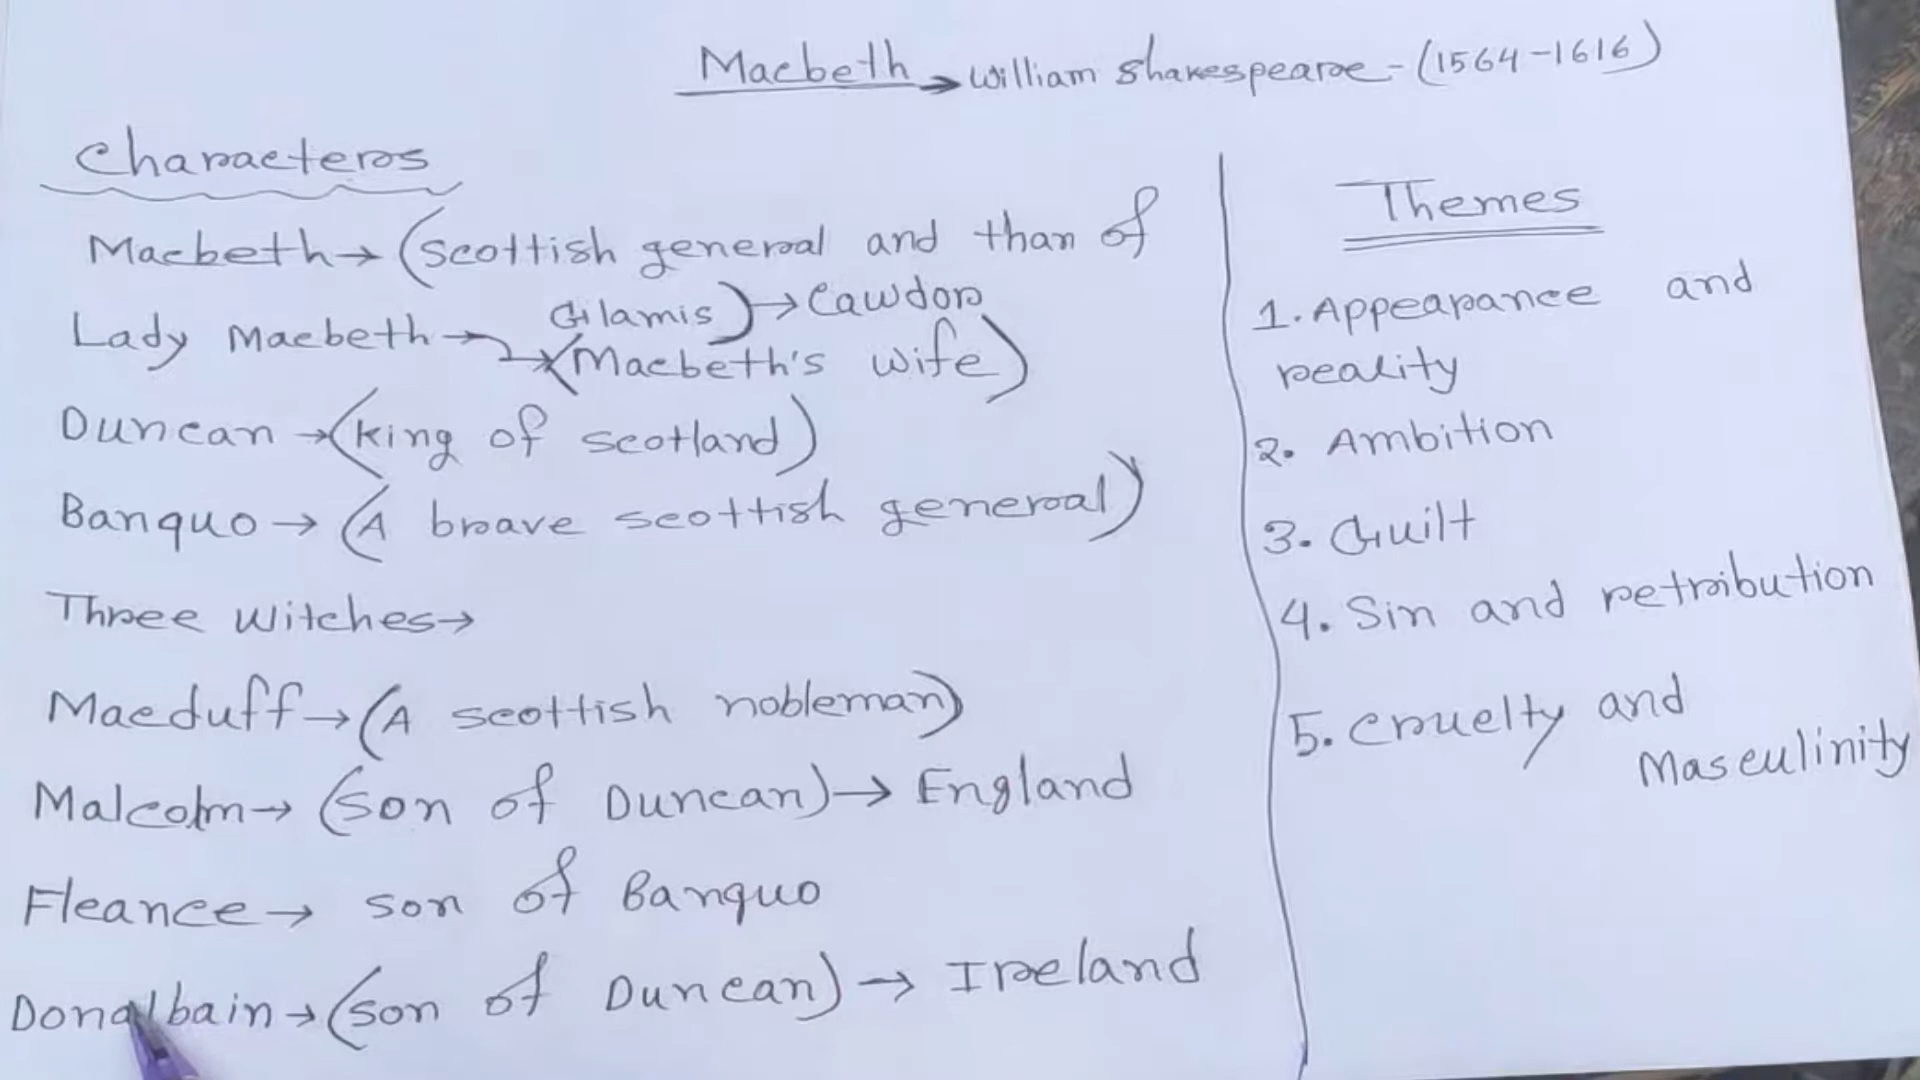 Macbeth → William Shakespeare - (1564-1616)
Characters
Macbeth → (Scottish general and than of
Glamis) → Cawdor
Lady Macbeth → (Macbeth's wife)
Duncan → (king of scotland)
Banquo → (A brave scottish general)
Three Witches →
Macduff → (A scottish nobleman)
Malcolm → (son of Duncan) → England
Fleance → son of Banquo
Donalbain → (son of Duncan) → Ireland
Themes
1. Appearance and
reality
2. Ambition
3. Guilt
4. Sin and retribution
5. Cruelty and
Masculinity